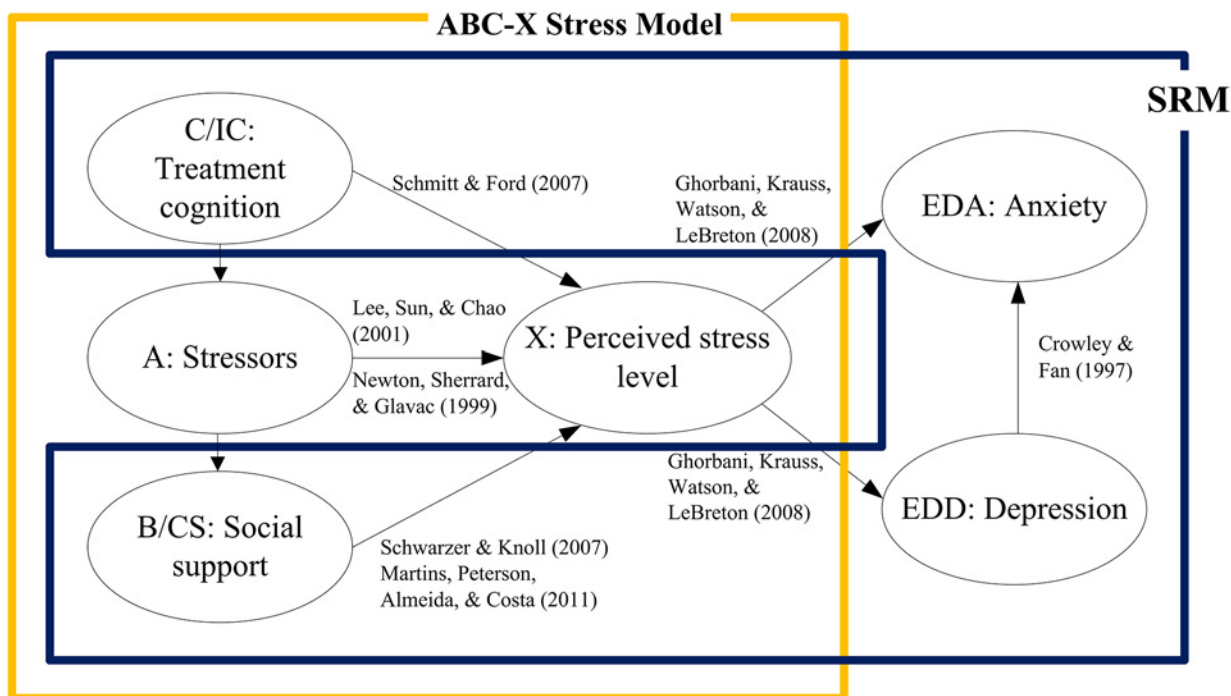 ABC-X Stress Model
SRM
C/IC:
Treatment
cognition
Schmitt & Ford (2007)
Ghorbani, Krauss,
Watson, &
LeBreton (2008)
EDA: Anxiety
A: Stressors
Lee, Sun, & Chao
(2001)
Newton, Sherrard,
& Glavac (1999)
X: Perceived stress
level
Crowley &
Fan (1997)
B/CS: Social
support
Schwarzer & Knoll (2007)
Martins, Peterson,
Almeida, & Costa (2011)
Ghorbani, Krauss,
Watson, &
LeBreton (2008)
EDD: Depression